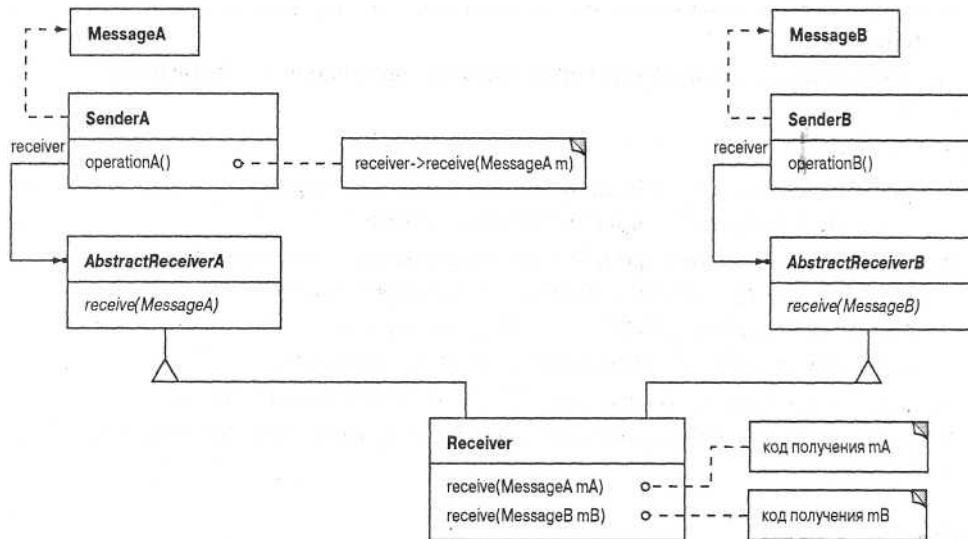 MessageA
MessageB
SenderA
SenderB
receiver
operationA()
receiver->receive(MessageA m)
receiver
operationB()
AbstractReceiverA
AbstractReceiverB
receive(MessageA)
receive(MessageB)
Receiver
код получения mA
receive(MessageA mA)
receive(MessageB mB)
код получения mB